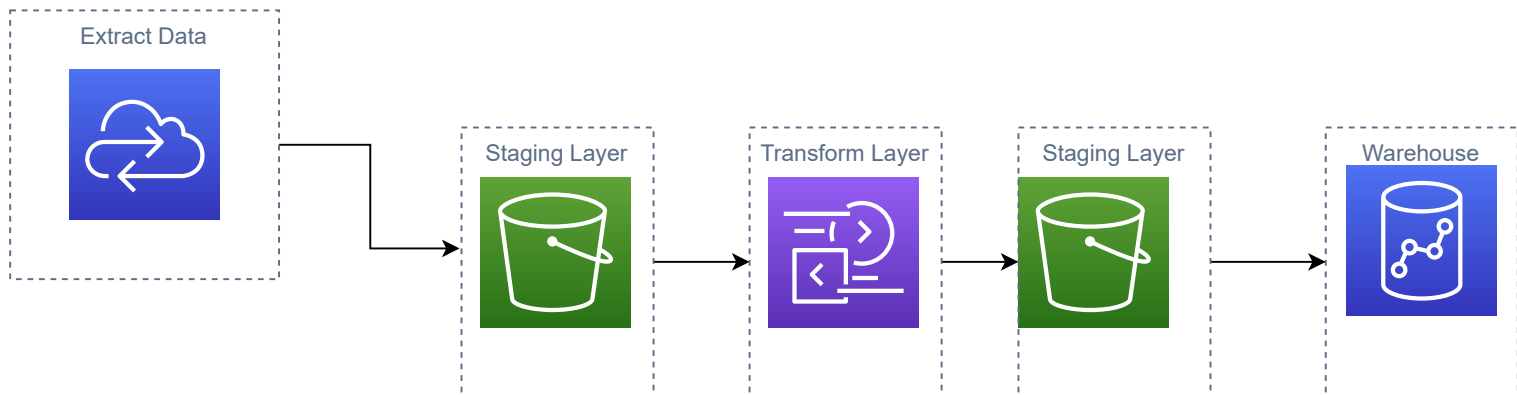 Extract Data
Staging Layer
Transform Layer
Staging Layer
Warehouse